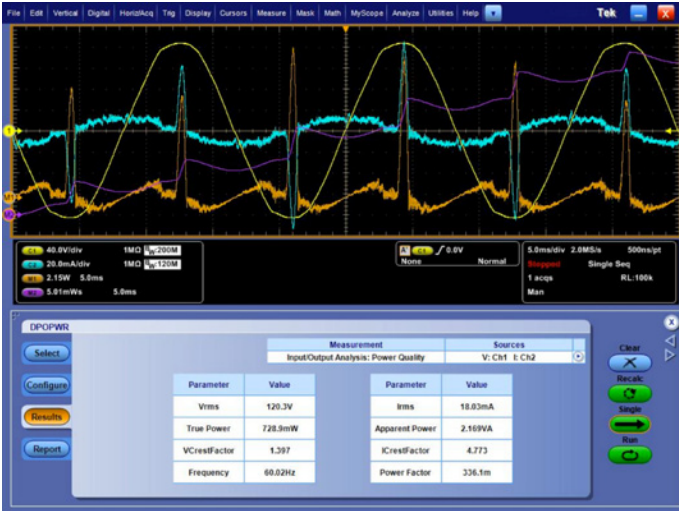 File Edit Vertical Digital Horiz/Acq Trig Display Cursors Measure Mask Math MyScope Analyze Utilities Help Tek X
1
M1
M2
C1 40.0V/div 1MΩ BW:200M
C2 20.0mA/div 1MΩ BW:120M
M1 2.15W 5.0ms
M2 5.01mWs 5.0ms
A' C1 0.0V
None Normal
5.0ms/div 2.0MS/s 500ns/pt
Stopped Single Seq
1 acqs RL:100k
Man
DPOPWR X
Select
Configure
Results
Report
Measurement Sources
Input/Output Analysis: Power Quality V: Ch1 I: Ch2
Parameter Value Parameter Value
Vrms 120.3V Irms 18.03mA
True Power 728.9mW Apparent Power 2.169VA
VCrestFactor 1.397 ICrestFactor 4.773
Frequency 60.02Hz Power Factor 336.1m
Clear
Recalc
Single
Run